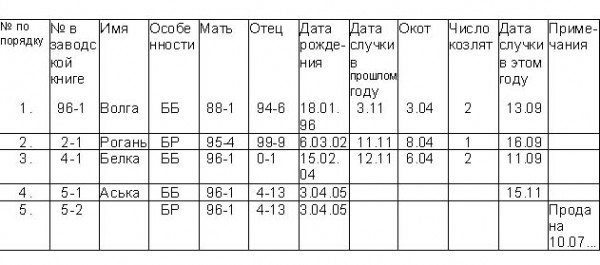 № по порядку | № в заводс кой книге | Имя | Особе нности | Мать | Отец | Дата рожде- ния | Дата случки в прошлом году | Окот | Число козлят | Дата случки в этом году | Приме- чания
1. | 96-1 | Волга | ББ | 88-1 | 94-6 | 18.01. 96 | 3.11 | 3.04 | 2 | 13.09
2. | 2-1 | Рогань | БР | 95-4 | 99-9 | 6.03.02 | 11.11 | 8.04 | 1 | 16.09
3. | 4-1 | Белка | ББ | 96-1 | 0-1 | 15.02. 04 | 12.11 | 6.04 | 2 | 11.09
4. | 5-1 | Аська | ББ | 96-1 | 4-13 | 3.04.05 | | | | 15.11
5. | 5-2 | | БР | 96-1 | 4-13 | 3.04.05 | | | | | Прода на 10.07...